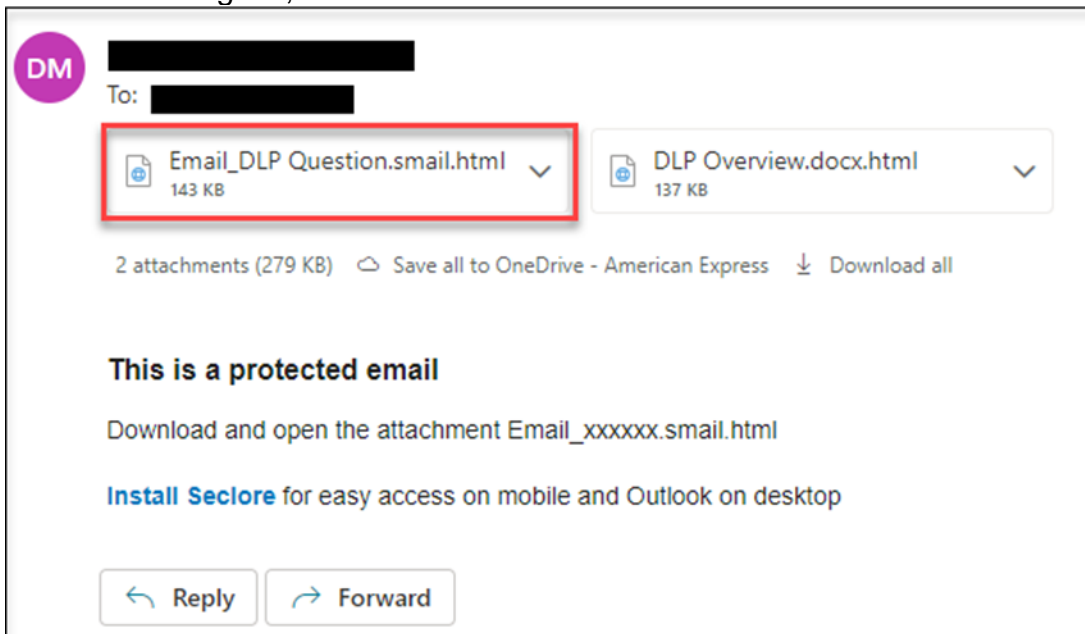 DM
To:
Email_DLP Question.smail.html
143 KB
DLP Overview.docx.html
137 KB
2 attachments (279 KB) Save all to OneDrive - American Express Download all
This is a protected email
Download and open the attachment Email_xxxxxx.smail.html
Install Seclore for easy access on mobile and Outlook on desktop
Reply Forward